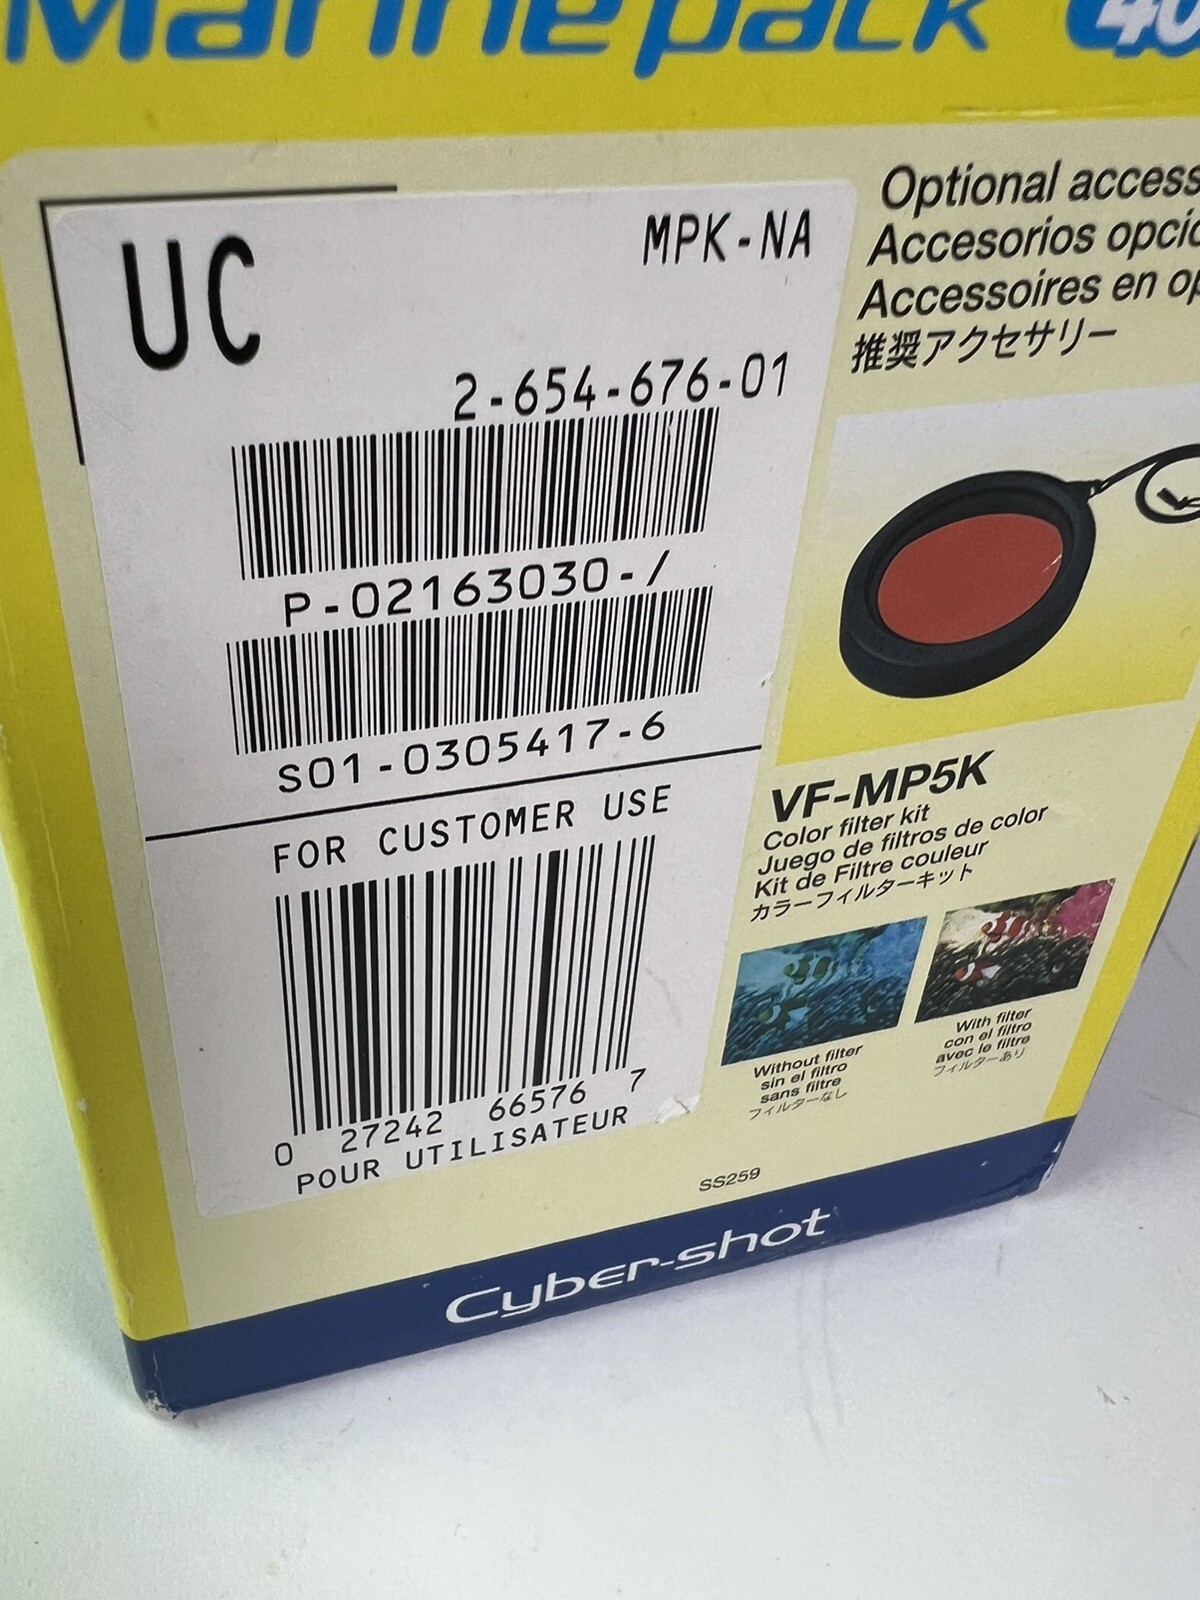 Marine pack 40
UC
MPK-NA
2-654-676-01
P-02163030-/
S01-0305417-6
FOR CUSTOMER USE
0 27242 66576 7
POUR UTILISATEUR
Optional
Accesorios
Accessoires en
推奨アクセサリー
VF-MP5K
Color filter kit
Juego de filtros de color
Kit de Filtre couleur
カラーフィルターキット
Without filter
sin el filtro
sans filtre
フィルターなし
With filter
con el filtro
avec le filtre
フィルターあり
SS259
Cyber-shot